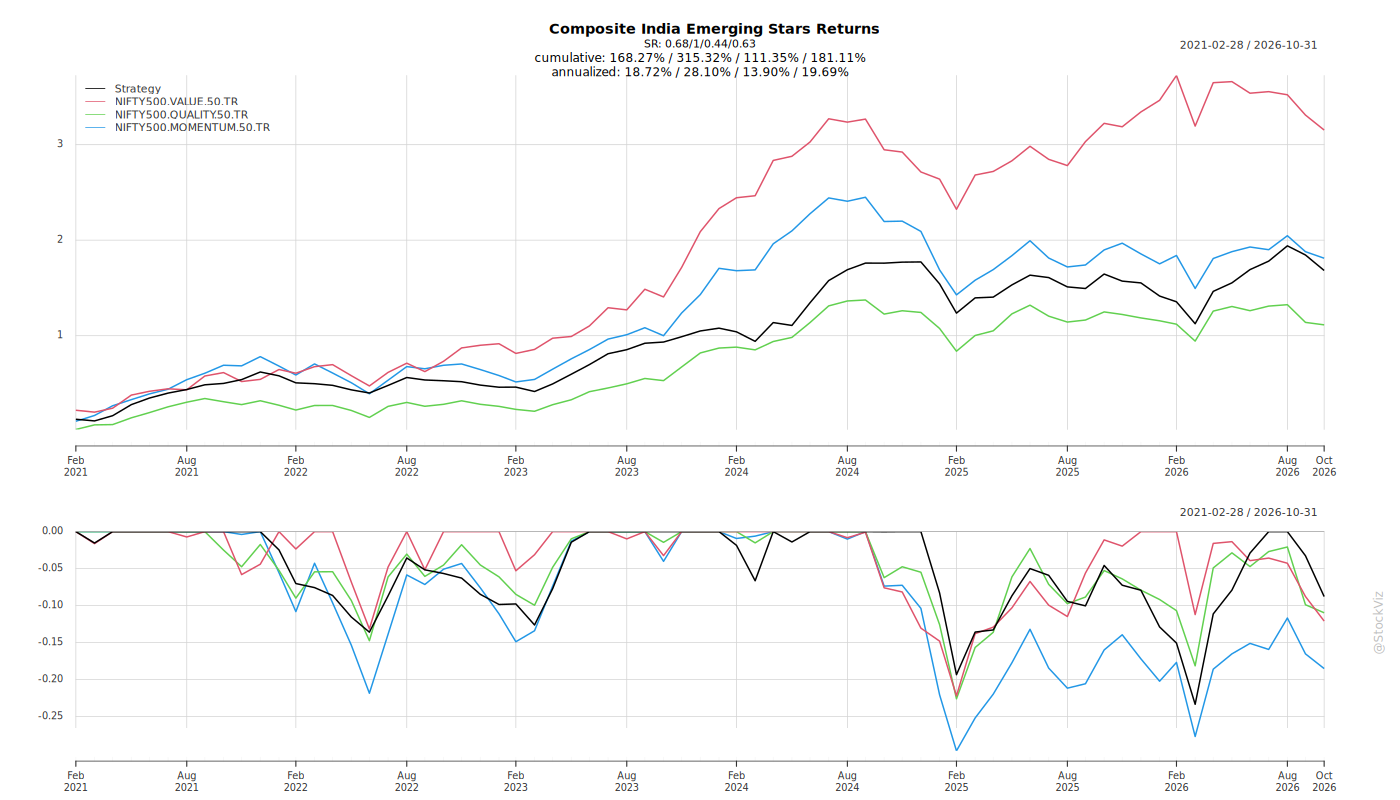 Composite India Emerging Stars Returns
SR: 0.68/1/0.44/0.63
cumulative: 168.27% / 315.32% / 111.35% / 181.11%
annualized: 18.72% / 28.10% / 13.90% / 19.69%
2021-02-28 / 2026-10-31
Strategy
NIFTY500.VALUE.50.TR
NIFTY500.QUALITY.50.TR
NIFTY500.MOMENTUM.50.TR
3
2
1
Feb Aug Feb Aug Feb Aug Feb Aug Feb Aug Feb Aug Oct
2021 2021 2022 2022 2023 2023 2024 2024 2025 2025 2026 2026 2026
2021-02-28 / 2026-10-31
0.00
-0.05
-0.10
-0.15
-0.20
-0.25
Feb Aug Feb Aug Feb Aug Feb Aug Feb Aug Feb Aug Oct
2021 2021 2022 2022 2023 2023 2024 2024 2025 2025 2026 2026 2026
@StockViz